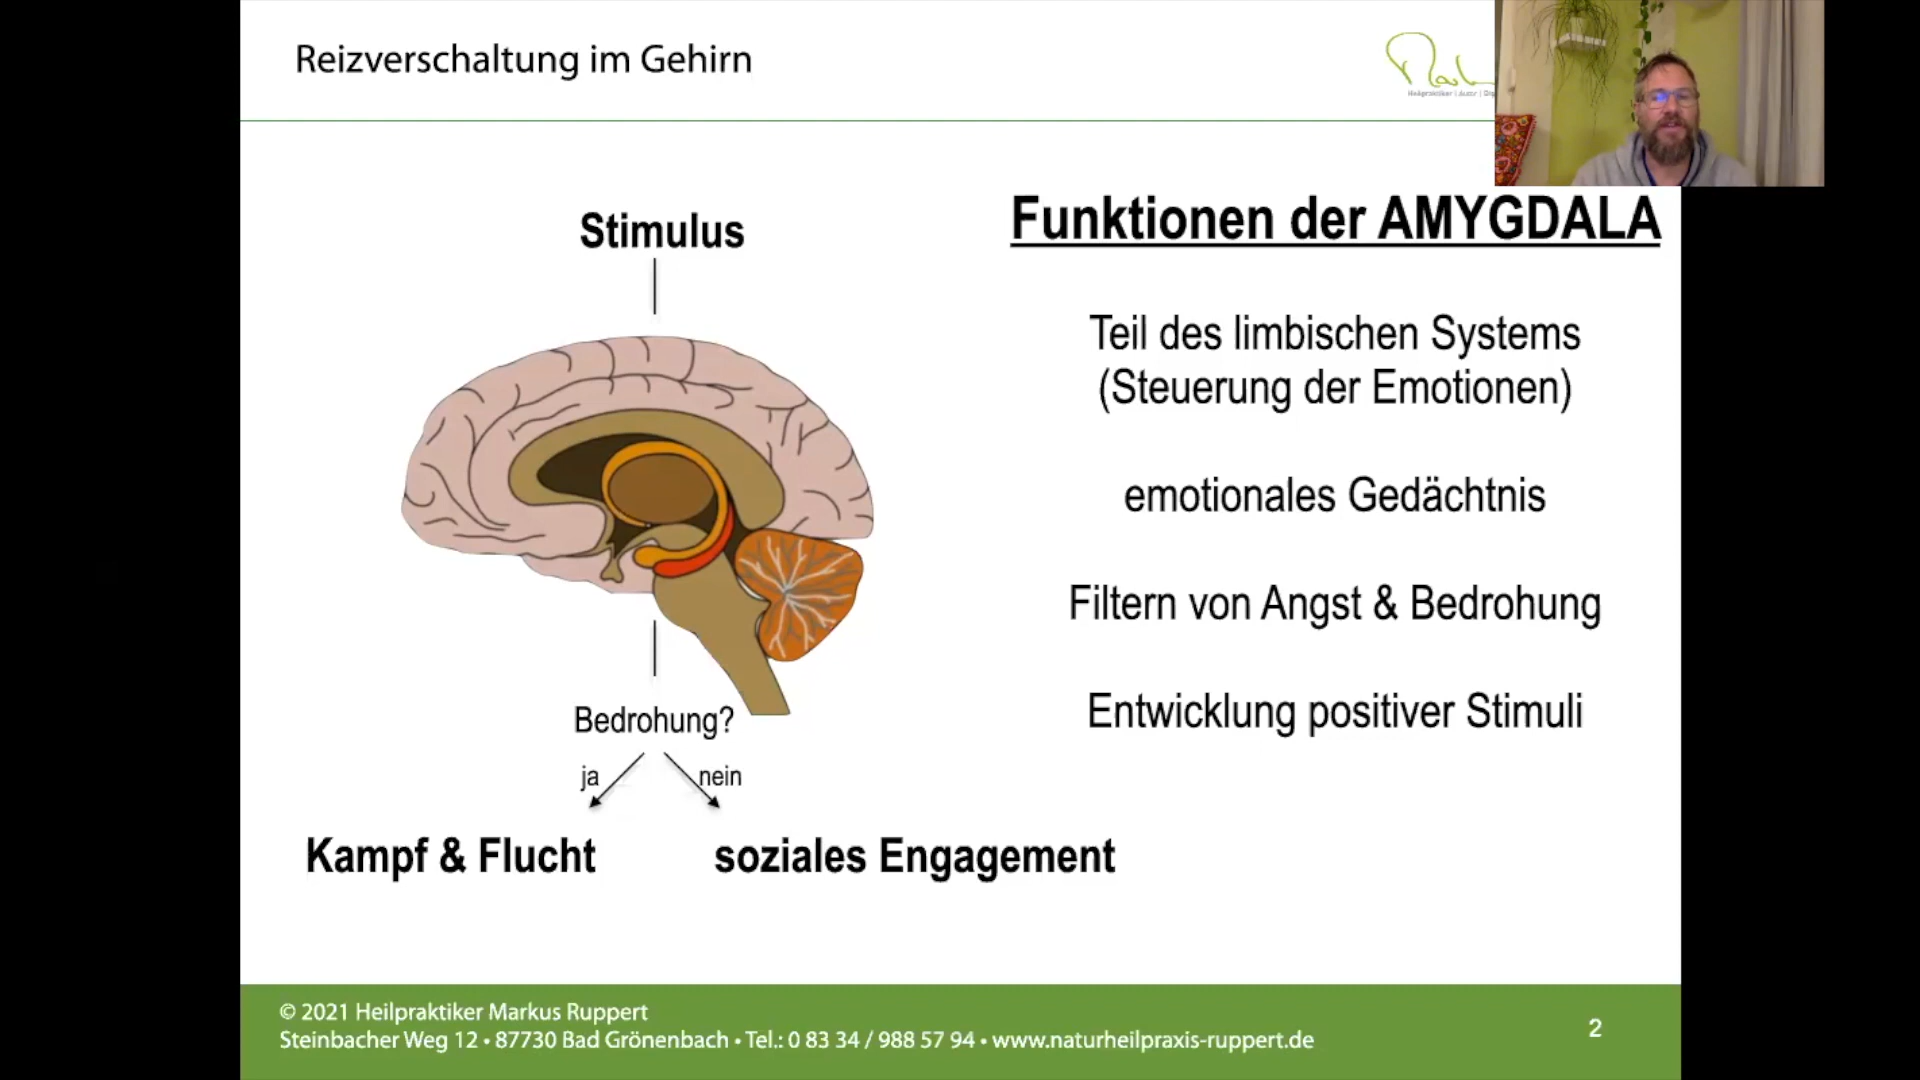 Reizverschaltung im Gehirn
Heilpraktiker | Autor |
Stimulus
Bedrohung?
ja
nein
Kampf & Flucht
soziales Engagement
Funktionen der AMYGDALA
Teil des limbischen Systems
(Steuerung der Emotionen)
emotionales Gedächtnis
Filtern von Angst & Bedrohung
Entwicklung positiver Stimuli
© 2021 Heilpraktiker Markus Ruppert
Steinbacher Weg 12 • 87730 Bad Grönenbach • Tel.: 0 83 34 / 988 57 94 • www.naturheilpraxis-ruppert.de
2